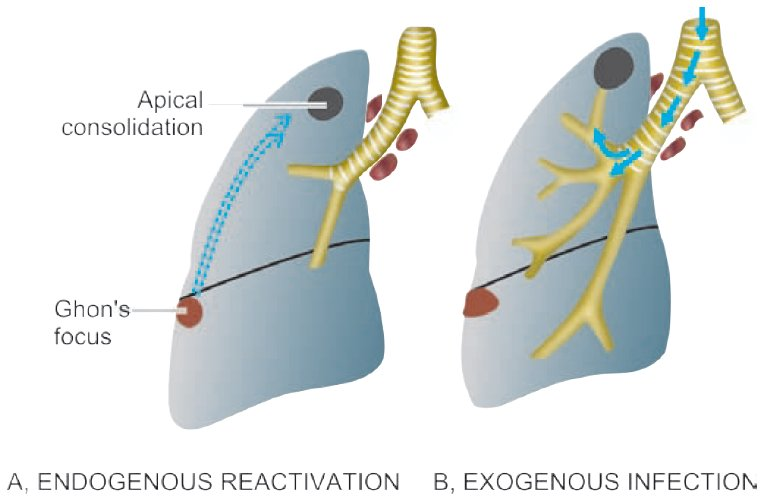 Apical
consolidation
Ghon's
focus
A, ENDOGENOUS REACTIVATION
B, EXOGENOUS INFECTION